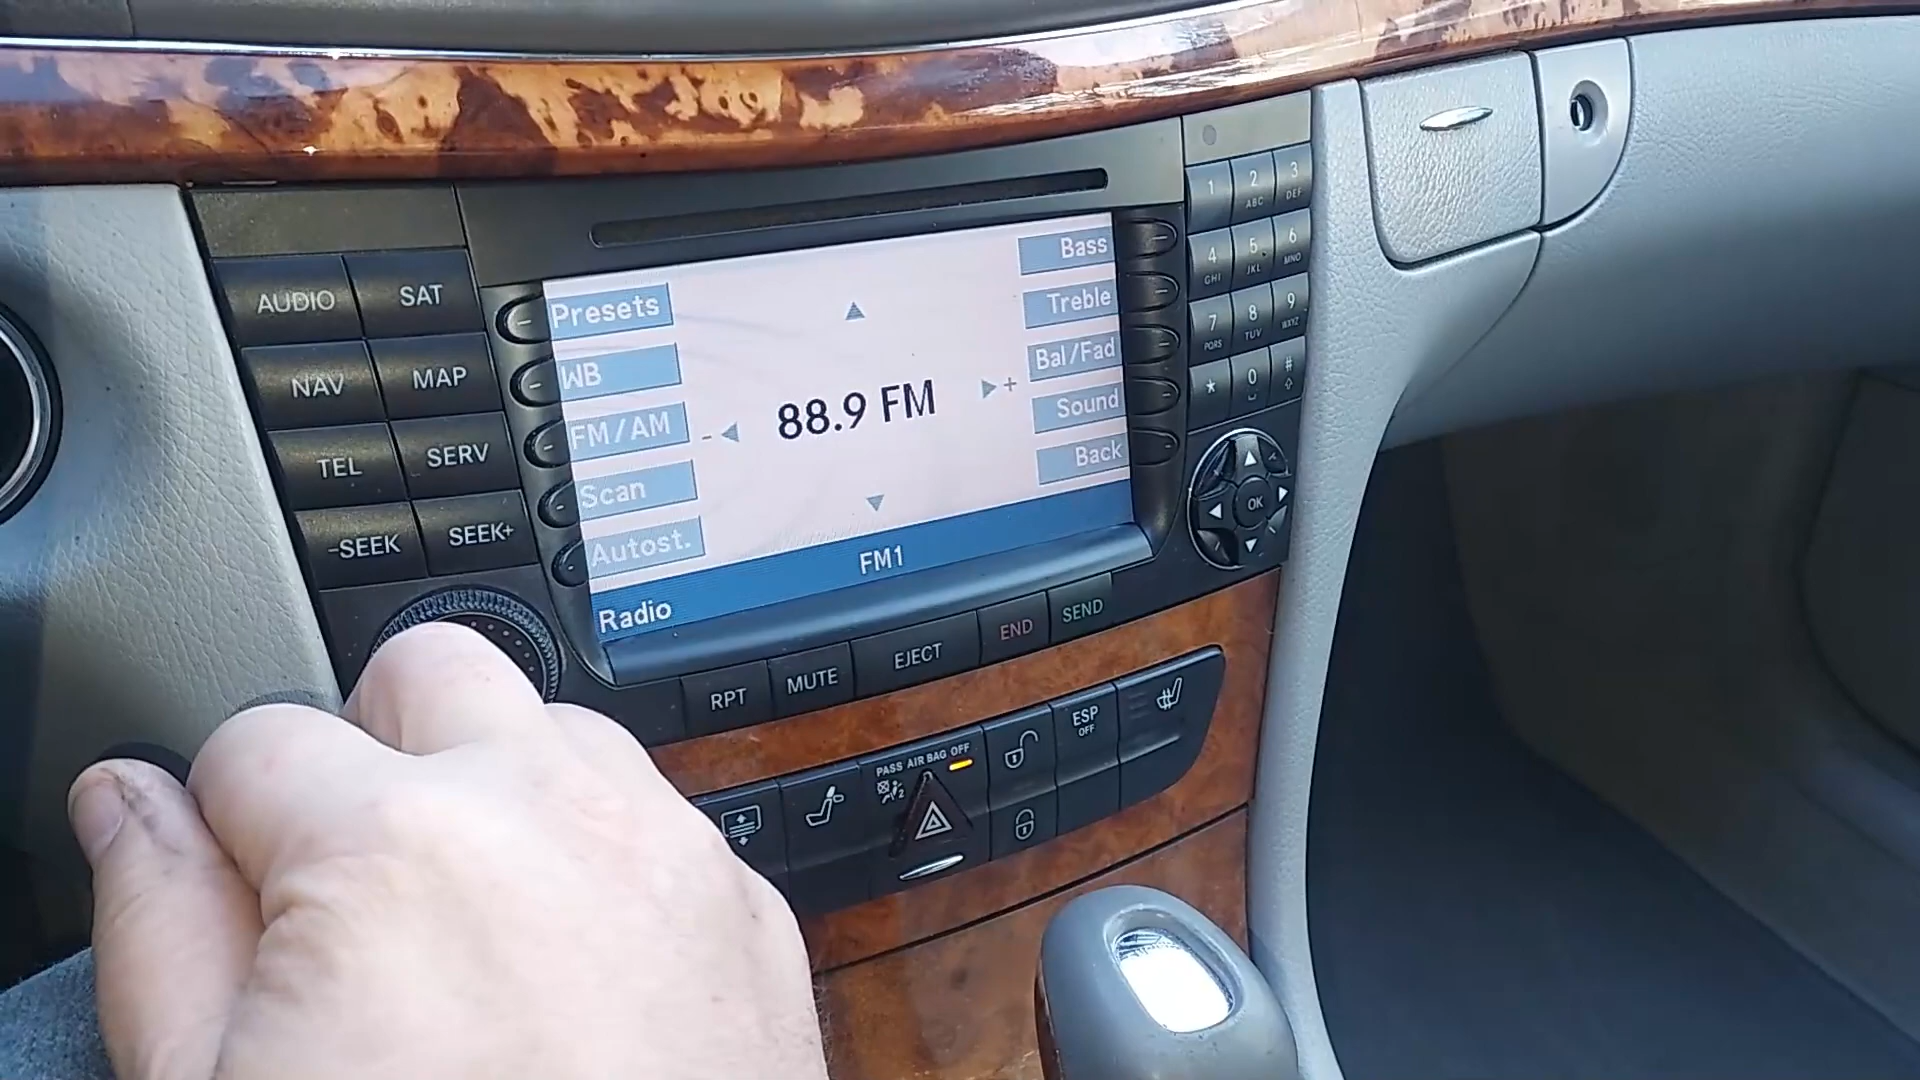 AUDIO
SAT
NAV
MAP
TEL
SERV
-SEEK
SEEK+
Presets
WB
FM/AM
Scan
Autost.
- 88.9 FM +
Bass
Treble
Bal/Fad
Sound
Back
FM1
Radio
1
2
ABC
3
DEF
4
GHI
5
JKL
6
MNO
7
PQRS
8
TUV
9
WXYZ
*
0
#
OK
RPT
MUTE
EJECT
END
SEND
PASS AIR BAG OFF
ESP
OFF